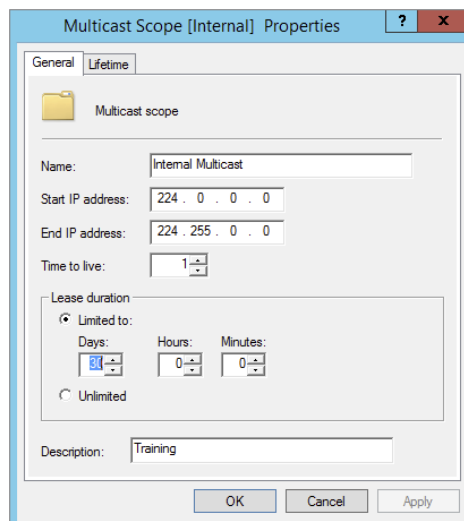 Multicast Scope [Internal] Properties ? x
General Lifetime
Multicast scope
Name: Internal Multicast
Start IP address: 224 . 0 . 0 . 0
End IP address: 224 . 255 . 0 . 0
Time to live: 1
Lease duration
Limited to:
Days: Hours: Minutes:
30 0 0
Unlimited
Description: Training
OK Cancel Apply